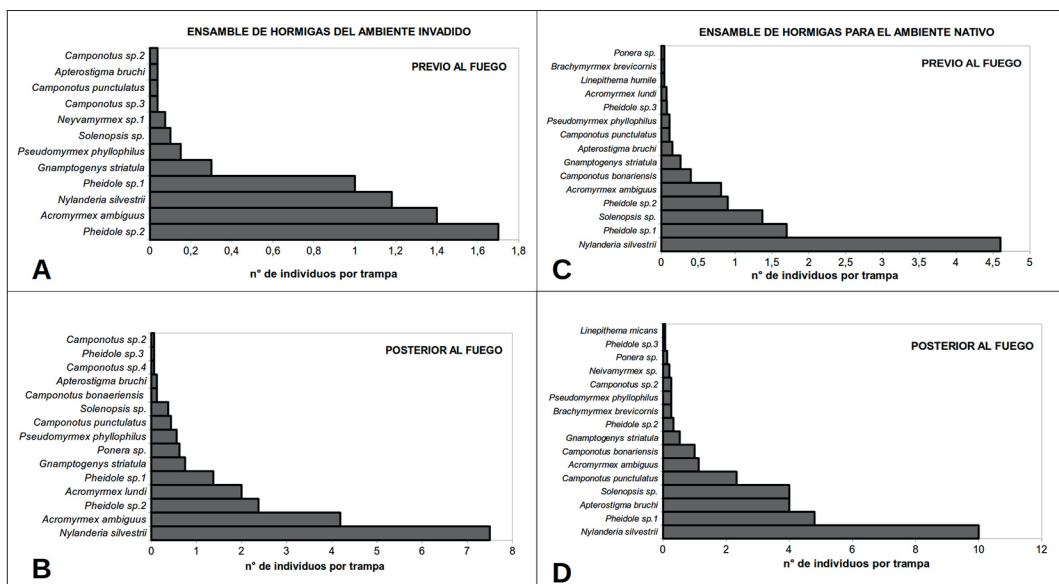 ENSAMBLE DE HORMIGAS DEL AMBIENTE INVADIDO
PREVIO AL FUEGO
Camponotus sp.2
Apterostigma bruchi
Camponotus punctulatus
Camponotus sp.3
Neyvamyrmex sp.1
Solenopsis sp.
Pseudomyrmex phyllophilus
Gnamptogenys striatula
Pheidole sp.1
Nylanderia silvestrii
Acromyrmex ambiguus
Pheidole sp.2
0 0,2 0,4 0,6 0,8 1 1,2 1,4 1,6 1,8
n° de individuos por trampa
A
ENSAMBLE DE HORMIGAS PARA EL AMBIENTE NATIVO
PREVIO AL FUEGO
Ponera sp.
Brachymyrmex brevicornis
Linepithema humile
Acromyrmex lundi
Pheidole sp.3
Pseudomyrmex phyllophilus
Camponotus punctulatus
Apterostigma bruchi
Gnamptogenys striatula
Camponotus bonariensis
Acromyrmex ambiguus
Pheidole sp.2
Solenopsis sp.
Pheidole sp.1
Nylanderia silvestrii
0 0,5 1 1,5 2 2,5 3 3,5 4 4,5 5
n° de individuos por trampa
C
POSTERIOR AL FUEGO
Camponotus sp.2
Pheidole sp.3
Camponotus sp.4
Apterostigma bruchi
Camponotus bonaeriensis
Solenopsis sp.
Camponotus punctulatus
Pseudomyrmex phyllophilus
Ponera sp.
Gnamptogenys striatula
Pheidole sp.1
Acromyrmex lundi
Pheidole sp.2
Acromyrmex ambiguus
Nylanderia silvestrii
0 1 2 3 4 5 6 7 8
n° de individuos por trampa
B
POSTERIOR AL FUEGO
Linepithema micans
Pheidole sp.3
Ponera sp.
Neivamyrmex sp.
Camponotus sp.2
Pseudomyrmex phyllophilus
Brachymyrmex brevicornis
Pheidole sp.2
Gnamptogenys striatula
Camponotus bonariensis
Acromyrmex ambiguus
Camponotus punctulatus
Solenopsis sp.
Apterostigma bruchi
Pheidole sp.1
Nylanderia silvestrii
0 2 4 6 8 10 12
n° de individuos por trampa
D